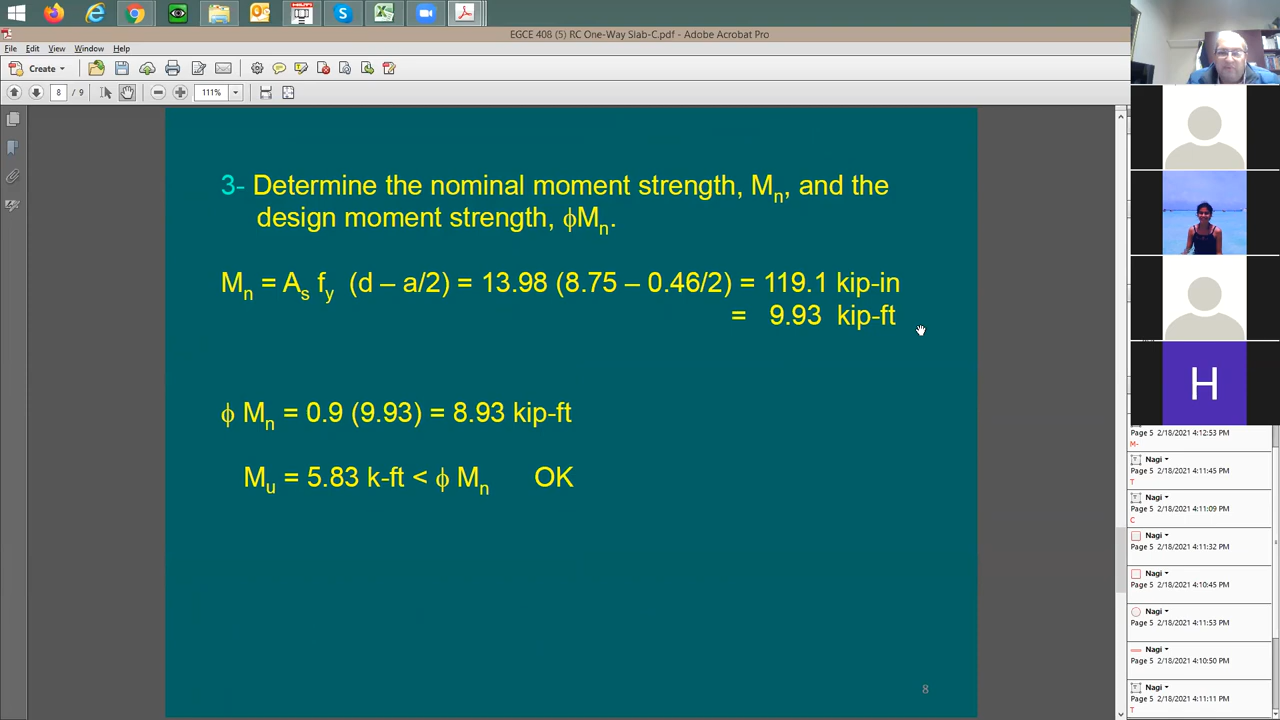 EGCE 408 (5) RC One-Way Slab-C.pdf - Adobe Acrobat Pro
File Edit View Window Help
Create
8 / 9
111%
3- Determine the nominal moment strength, Mn, and the
design moment strength, ϕMn.
Mn = As fy (d – a/2) = 13.98 (8.75 – 0.46/2) = 119.1 kip-in
= 9.93 kip-ft
ϕ Mn = 0.9 (9.93) = 8.93 kip-ft
Mu = 5.83 k-ft < ϕ Mn OK
8
H
Page 5 2/18/2021 4:12:53 PM
M-
Nagi
Page 5 2/18/2021 4:11:45 PM
T
Nagi
Page 5 2/18/2021 4:11:09 PM
C
Nagi
Page 5 2/18/2021 4:11:32 PM
Nagi
Page 5 2/18/2021 4:10:45 PM
Nagi
Page 5 2/18/2021 4:11:53 PM
Nagi
Page 5 2/18/2021 4:10:50 PM
Nagi
Page 5 2/18/2021 4:11:11 PM
T